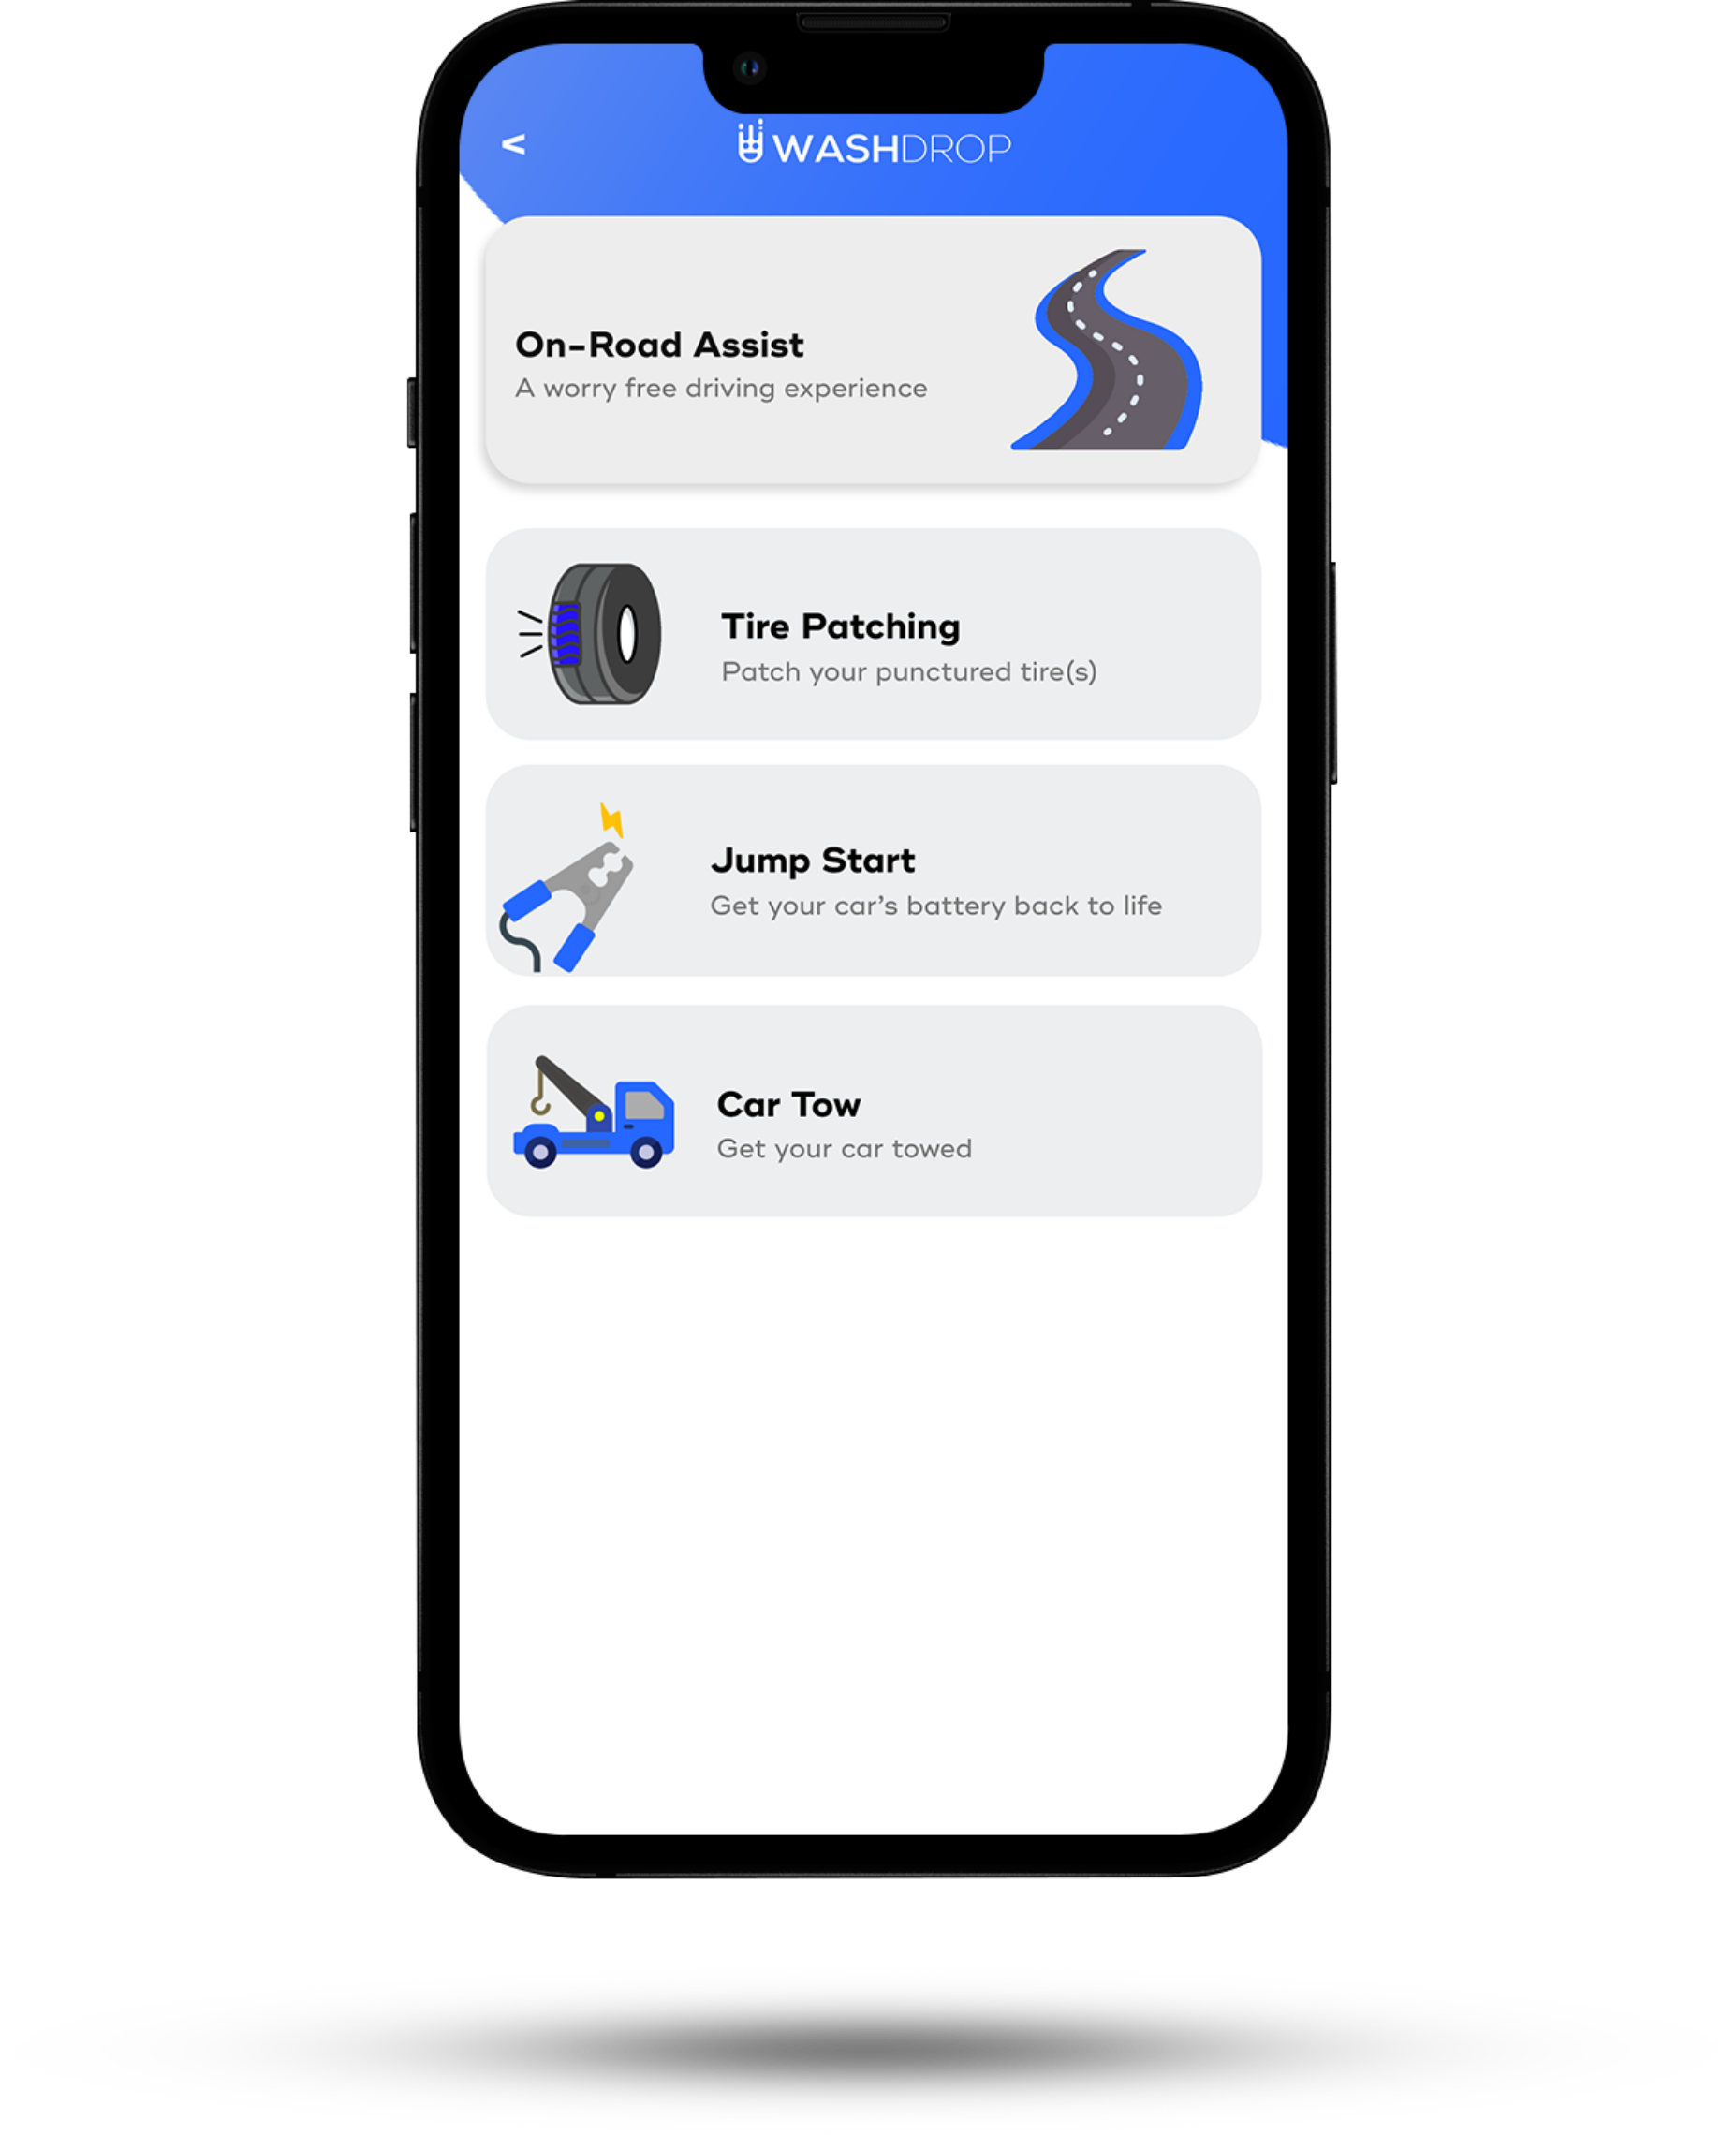 <
WASHDROP
On-Road Assist
A worry free driving experience
Tire Patching
Patch your punctured tire(s)
Jump Start
Get your car’s battery back to life
Car Tow
Get your car towed